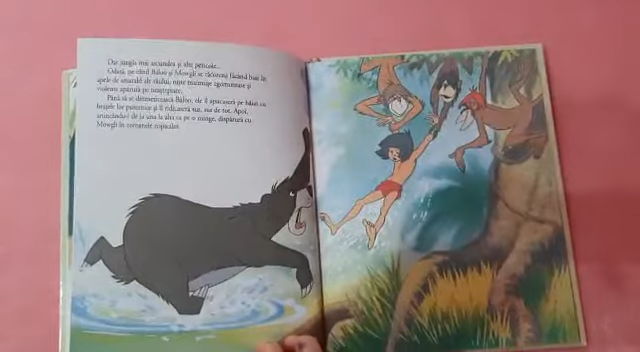 Dar jungla mai ascundea și alte pericole...
Odată, pe când Baloo și Mowgli se răcoreau făcând baie în
apele de smarald ale râului, niște maimuțe zgomotoase și
violente apărură pe neașteptate.
Până să se dezmeticească Baloo, ele îl apucaseră pe băiat cu
brațele lor puternice și îl ridicaseră sus, sus de tot. Apoi,
aruncându-l de la una la alta ca pe o minge, dispărură cu
Mowgli în coroanele copacilor.